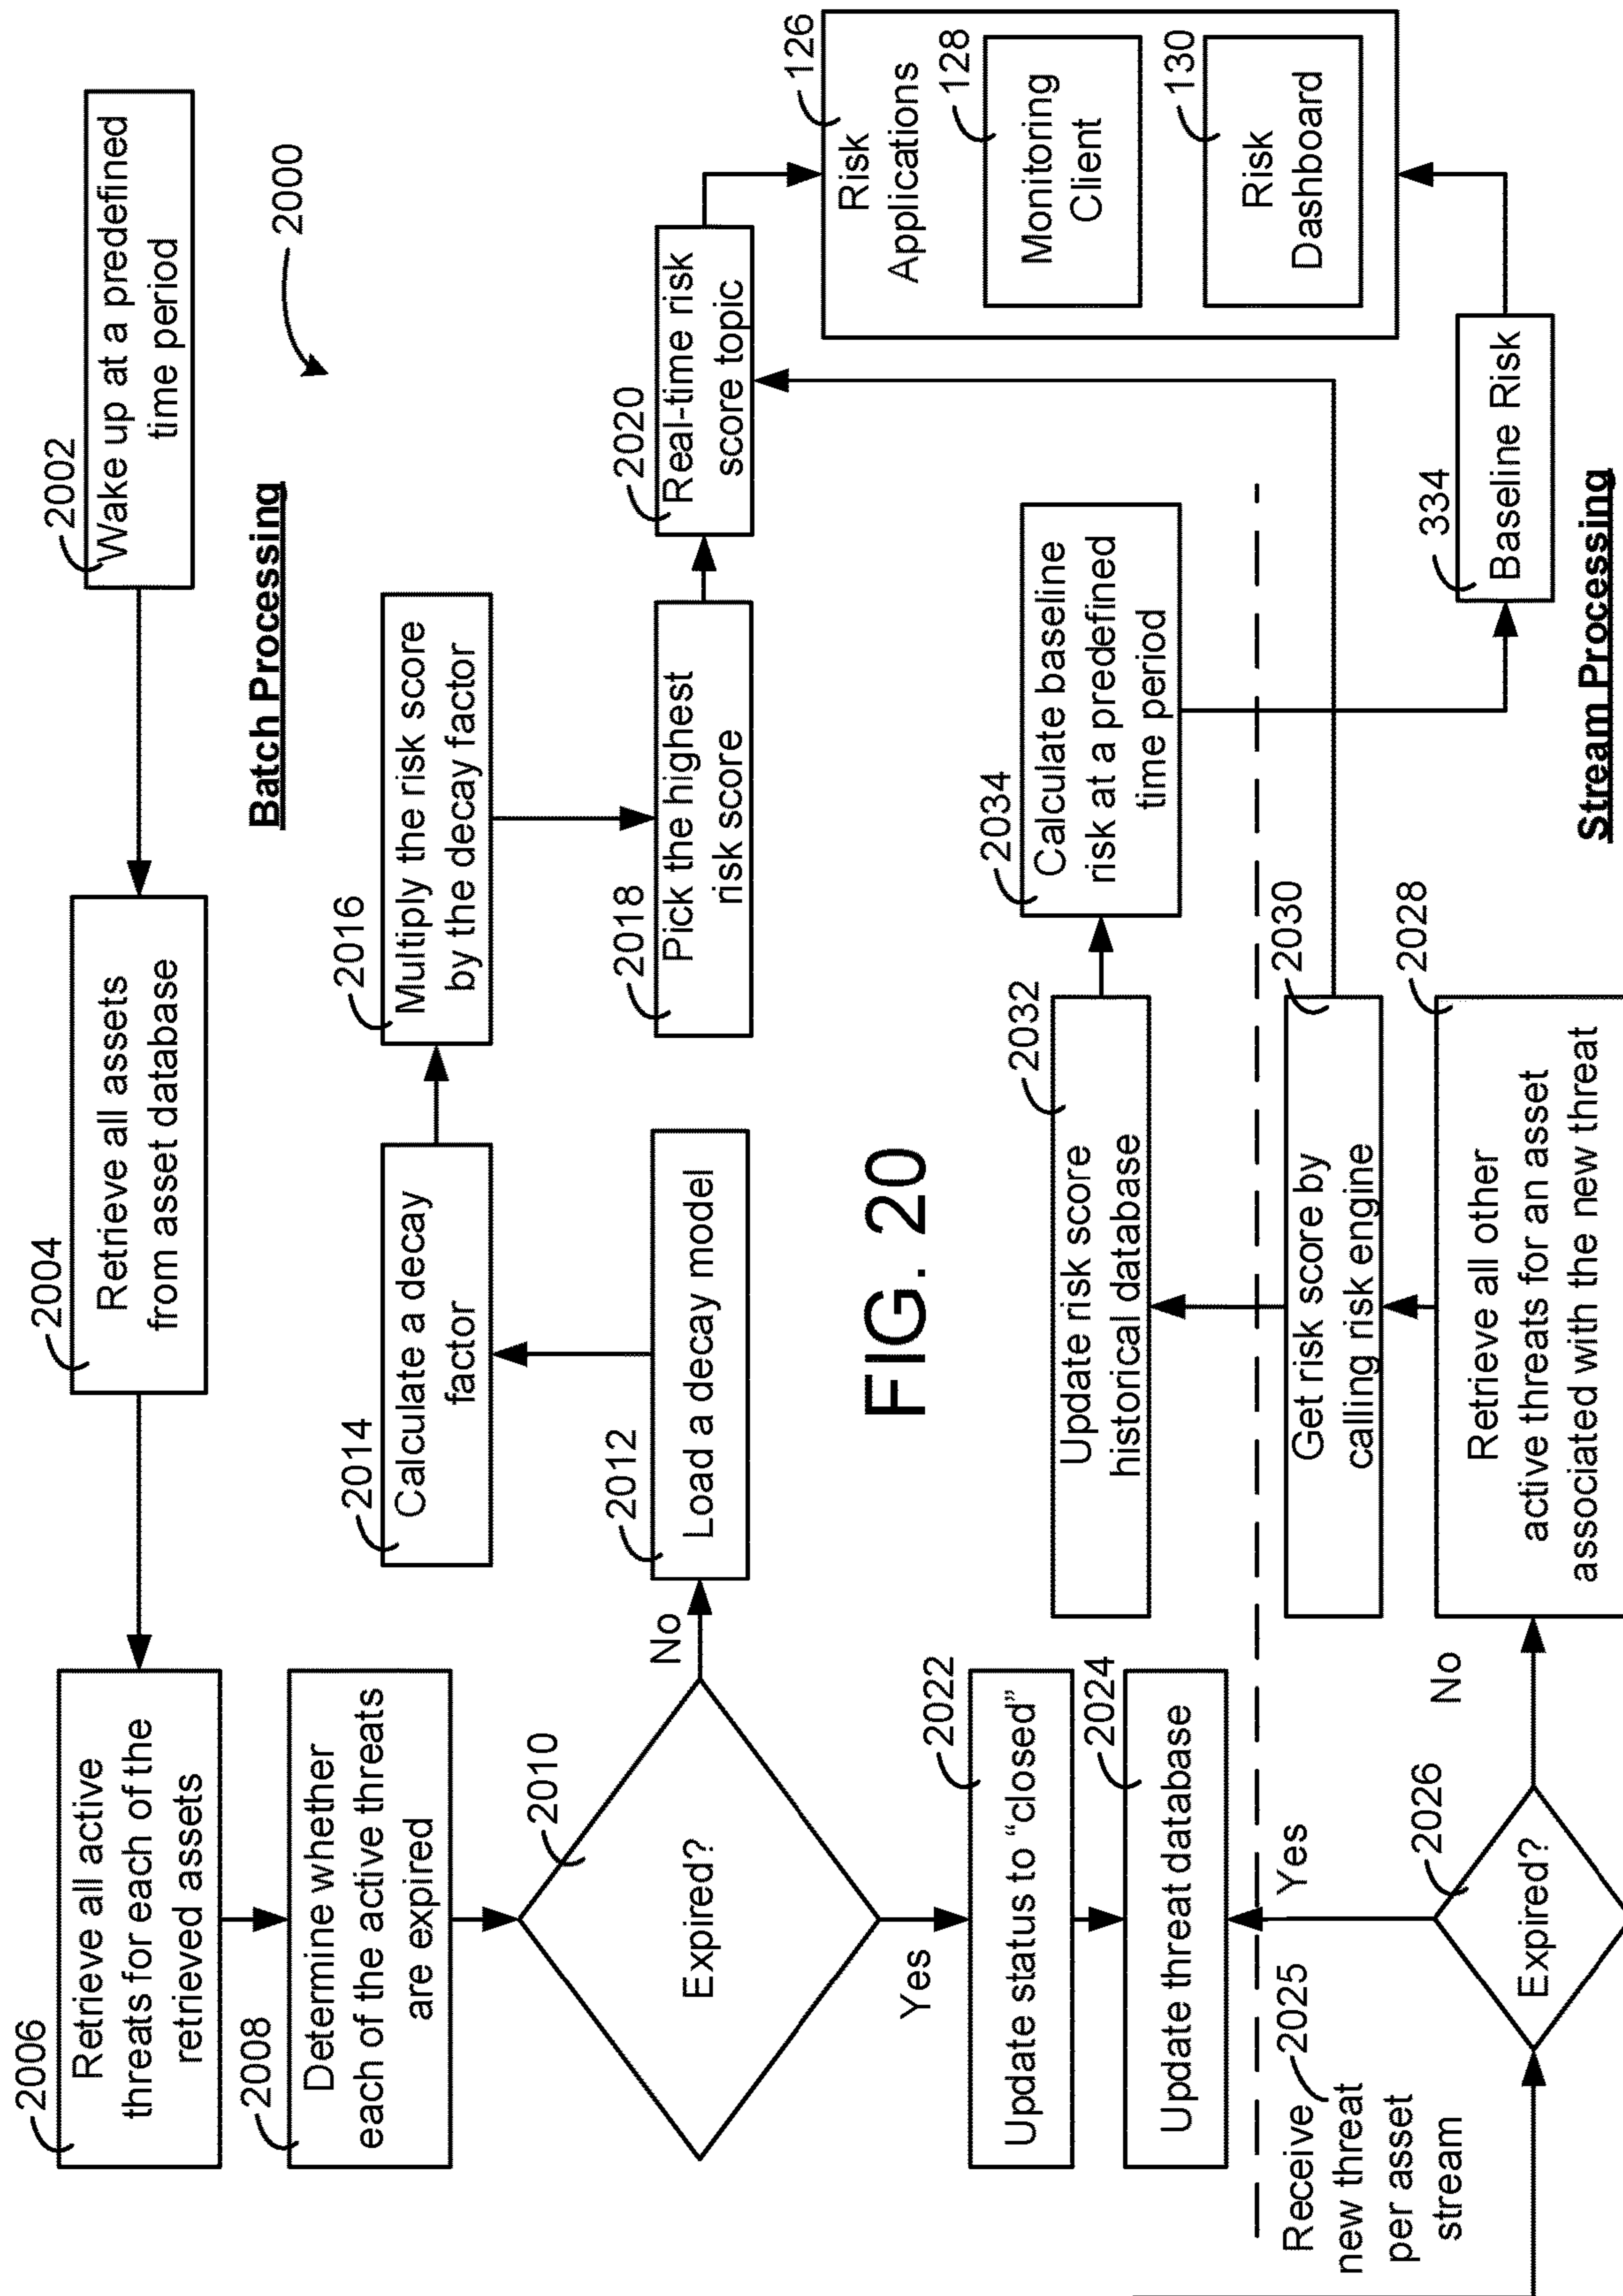 2006
Retrieve all active
threats for each of the
retrieved assets
2004
Retrieve all assets
from asset database
2002
Wake up at a predefined
time period
2008
Determine whether
each of the active threats
are expired
Batch Processing
2000
2010
Expired?
No
2012
Load a decay model
2014
Calculate a decay
factor
2016
Multiply the risk score
by the decay factor
2018
Pick the highest
risk score
2020
Real-time risk
score topic
126
Risk
Applications
128
Monitoring
Client
130
Risk
Dashboard
FIG. 20
Yes
2022
Update status to “closed”
2024
Update threat database
2032
Update risk score
historical database
2034
Calculate baseline
risk at a predefined
time period
Receive
new threat
per asset
stream
2025
Yes
2026
Expired?
No
2028
Retrieve all other
active threats for an asset
associated with the new threat
2030
Get risk score by
calling risk engine
334
Baseline Risk
Stream Processing